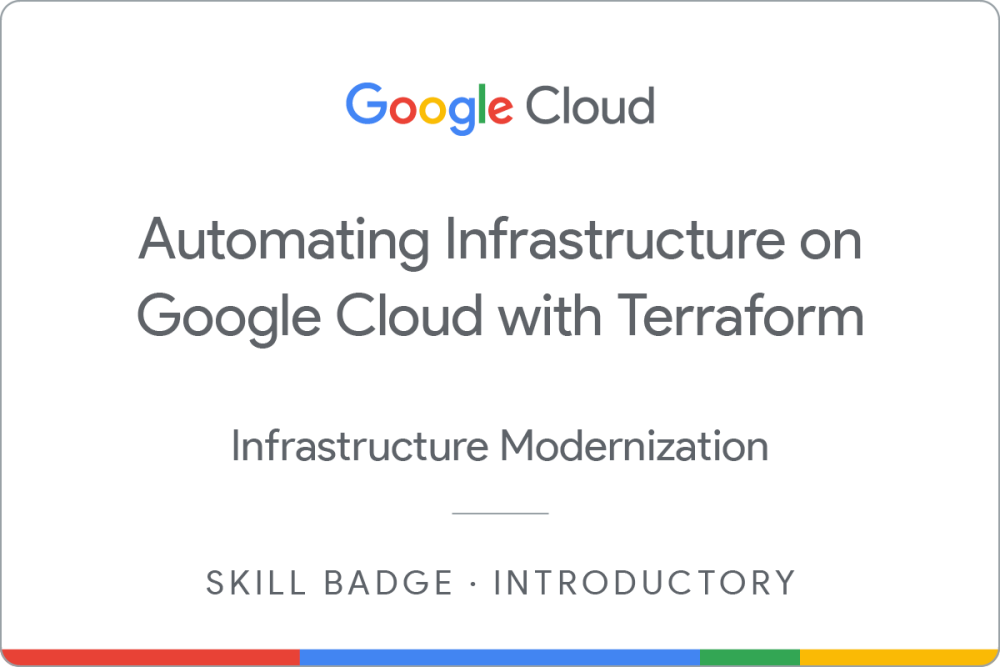 Google Cloud
Automating Infrastructure on
Google Cloud with Terraform
Infrastructure Modernization
SKILL BADGE · INTRODUCTORY